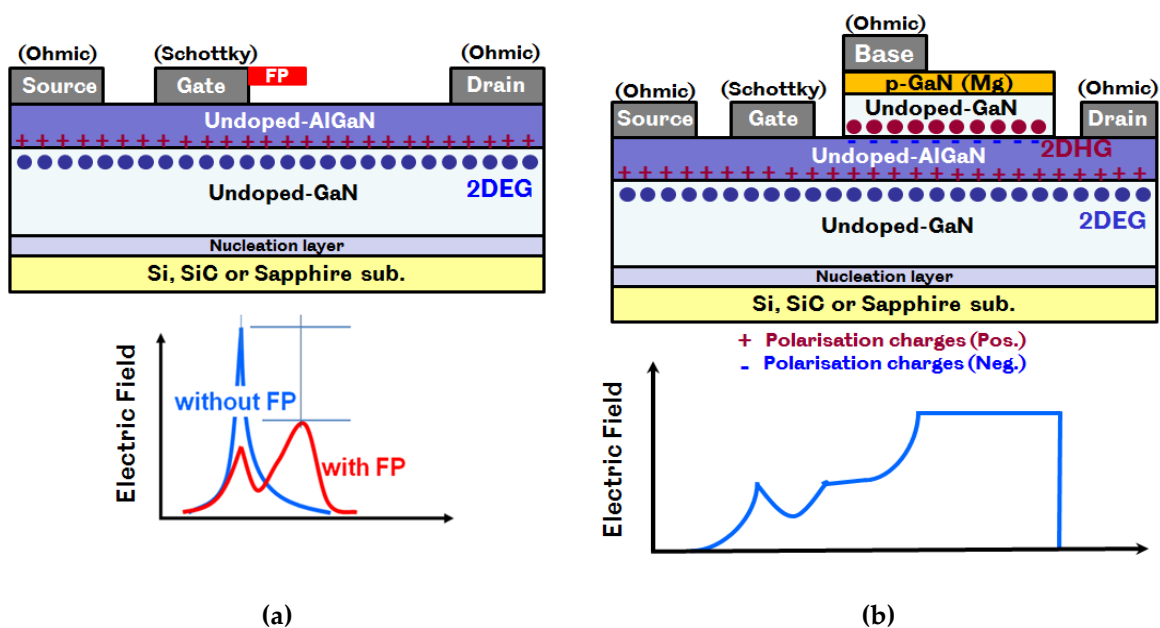 (Ohmic)
(Schottky)
(Ohmic)
FP
Source
Gate
Drain
Undoped-AlGaN
+ + + + + + + + + + + + + + + + + + + + + + + + + +
2DEG
Undoped-GaN
Nucleation layer
Si, SiC or Sapphire sub.
Electric Field
without FP
with FP
(a)
(Ohmic)
Base
p-GaN (Mg)
(Ohmic)
(Schottky)
(Ohmic)
Undoped-GaN
Source
Gate
Drain
- - - - - - - -
2DHG
Undoped-AlGaN
+ + + + + + + + + + + + + + + + + + + + + + + + + +
2DEG
Undoped-GaN
Nucleation layer
Si, SiC or Sapphire sub.
+ Polarisation charges (Pos.)
- Polarisation charges (Neg.)
Electric Field
(b)